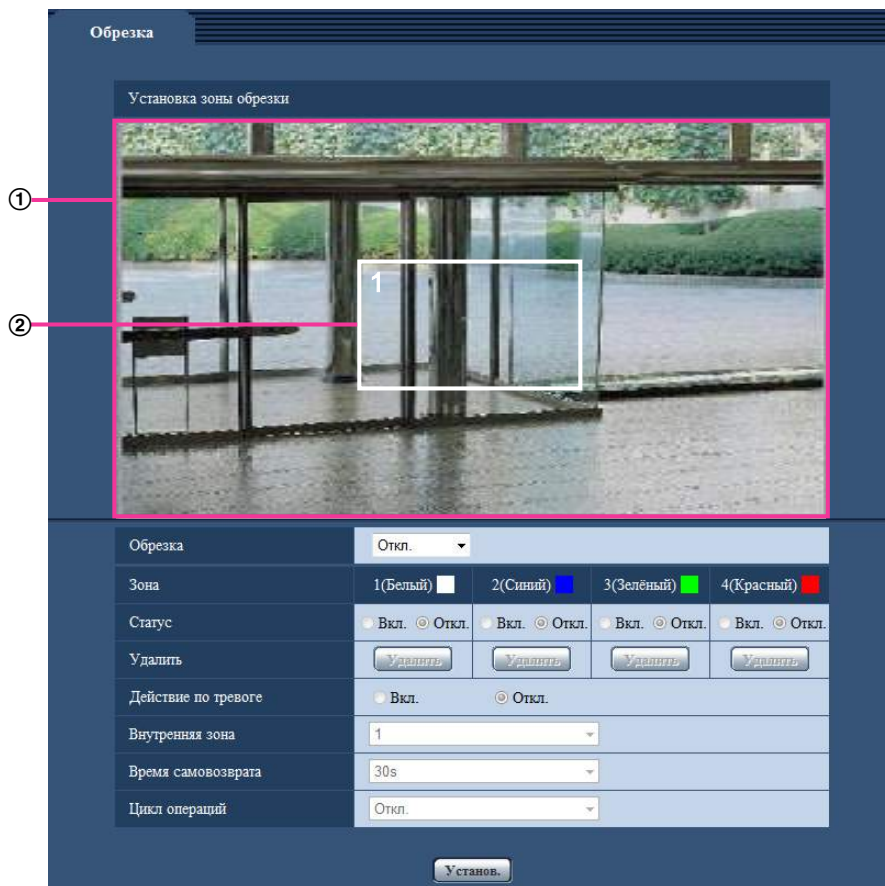 Обрезка
Установка зоны обрезки
①
②
1
Обрезка Откл.
Зона 1(Белый) 2(Синий) 3(Зелёный) 4(Красный)
Статус Вкл. Откл. Вкл. Откл. Вкл. Откл. Вкл. Откл.
Удалить Удалить Удалить Удалить Удалить
Действие по тревоге Вкл. Откл.
Внутренняя зона 1
Время самовозврата 30s
Цикл операций Откл.
Установ.